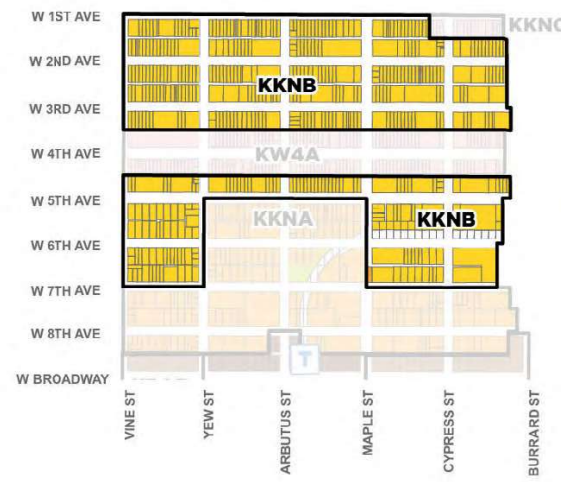 W 1ST AVE
KKNC
W 2ND AVE
KKNB
W 3RD AVE
W 4TH AVE
KW4A
W 5TH AVE
KKNA
KKNB
W 6TH AVE
W 7TH AVE
W 8TH AVE
T
W BROADWAY
VINE ST
YEW ST
ARBUTUS ST
MAPLE ST
CYPRESS ST
BURRARD ST